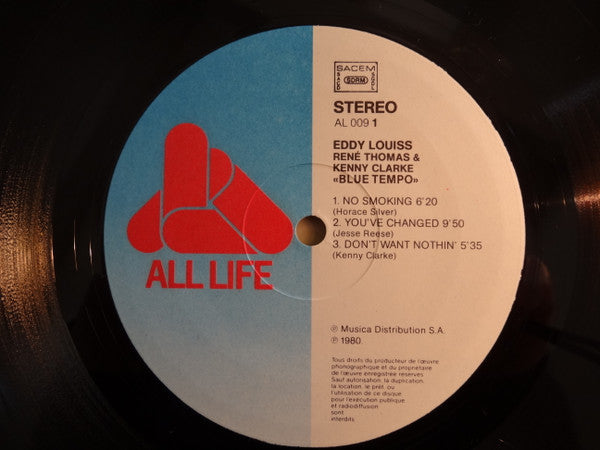 SACEM
SACD
SDRM
SGDL
STEREO
AL 009 1
EDDY LOUISS
RENÉ THOMAS &
KENNY CLARKE
«BLUE TEMPO»
1. NO SMOKING 6'20
(Horace Silver)
2. YOU'VE CHANGED 9'50
(Jesse Reese)
3. DON'T WANT NOTHIN' 5'35
(Kenny Clarke)
ALL LIFE
℗ Musica Distribution S.A.
℗ 1980.
Tous droits du producteur de l'œuvre
phonographique et du propriétaire
de l'œuvre enregistrée réservés
Sauf autorisation, la duplication,
la location, le prêt, ou
l'utilisation de ce disque
pour l'exécution publique
et radiodiffusion
sont
interdits.